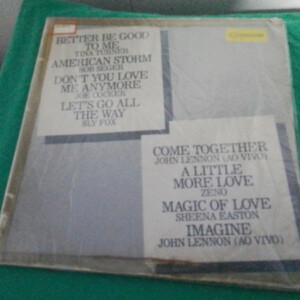 BETTER BE GOOD
TO ME
TINA TURNER
AMERICAN STORM
BOB SEGER
DON'T YOU LOVE
ME ANYMORE
JOE COCKER
LET'S GO ALL
THE WAY
SLY FOX
COME TOGETHER
JOHN LENNON (AO VIVO)
A LITTLE
MORE LOVE
ZENO
MAGIC OF LOVE
SHEENA EASTON
IMAGINE
JOHN LENNON (AO VIVO)